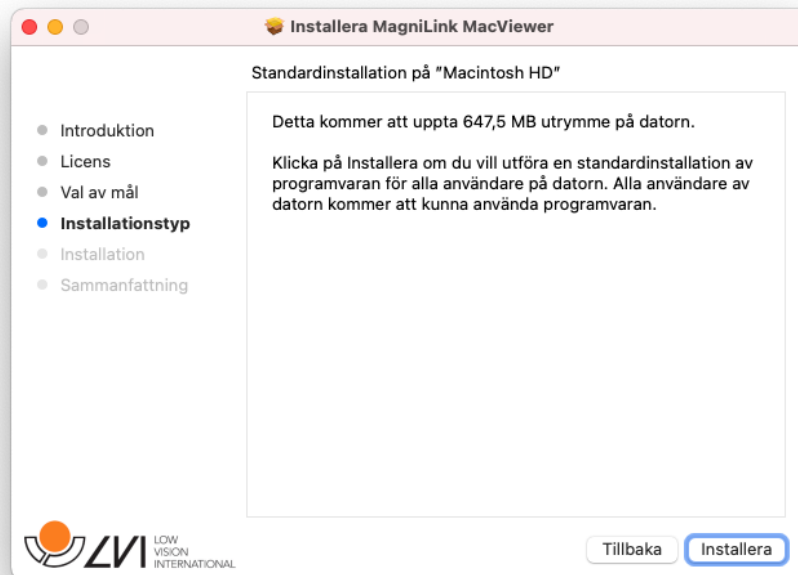 Installera MagniLink MacViewer
Standardinstallation på ”Macintosh HD”
Introduktion
Licens
Val av mål
Installationstyp
Installation
Sammanfattning
Detta kommer att uppta 647,5 MB utrymme på datorn.
Klicka på Installera om du vill utföra en standardinstallation av
programvaran för alla användare på datorn. Alla användare av
datorn kommer att kunna använda programvaran.
LVI
LOW
VISION
INTERNATIONAL
Tillbaka
Installera